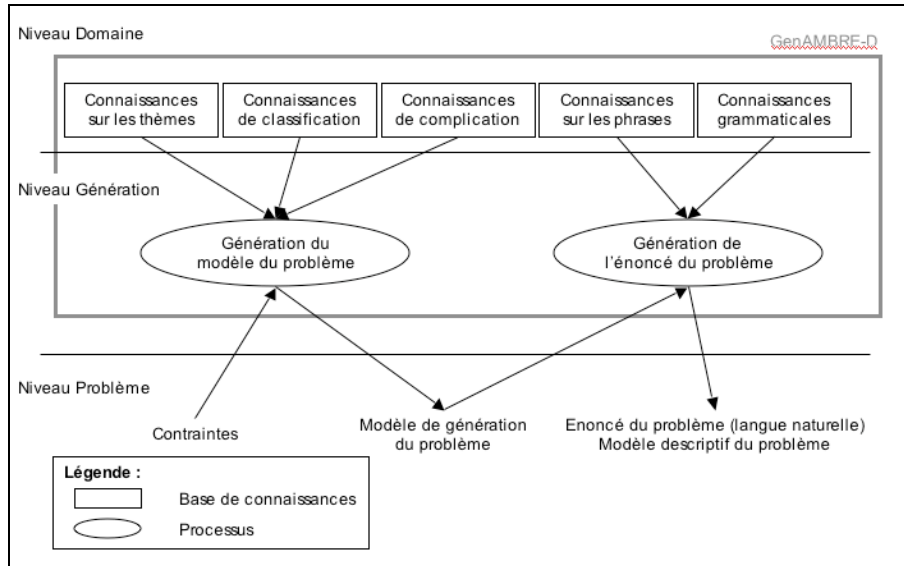 Niveau Domaine
GenAMBRE-D
Connaissances
sur les thèmes
Connaissances
de classification
Connaissances
de complication
Connaissances
sur les phrases
Connaissances
grammaticales
Niveau Génération
Génération du
modèle du problème
Génération de
l'énoncé du problème
Niveau Problème
Contraintes
Modèle de génération
du problème
Enoncé du problème (langue naturelle)
Modèle descriptif du problème
Légende :
Base de connaissances
Processus